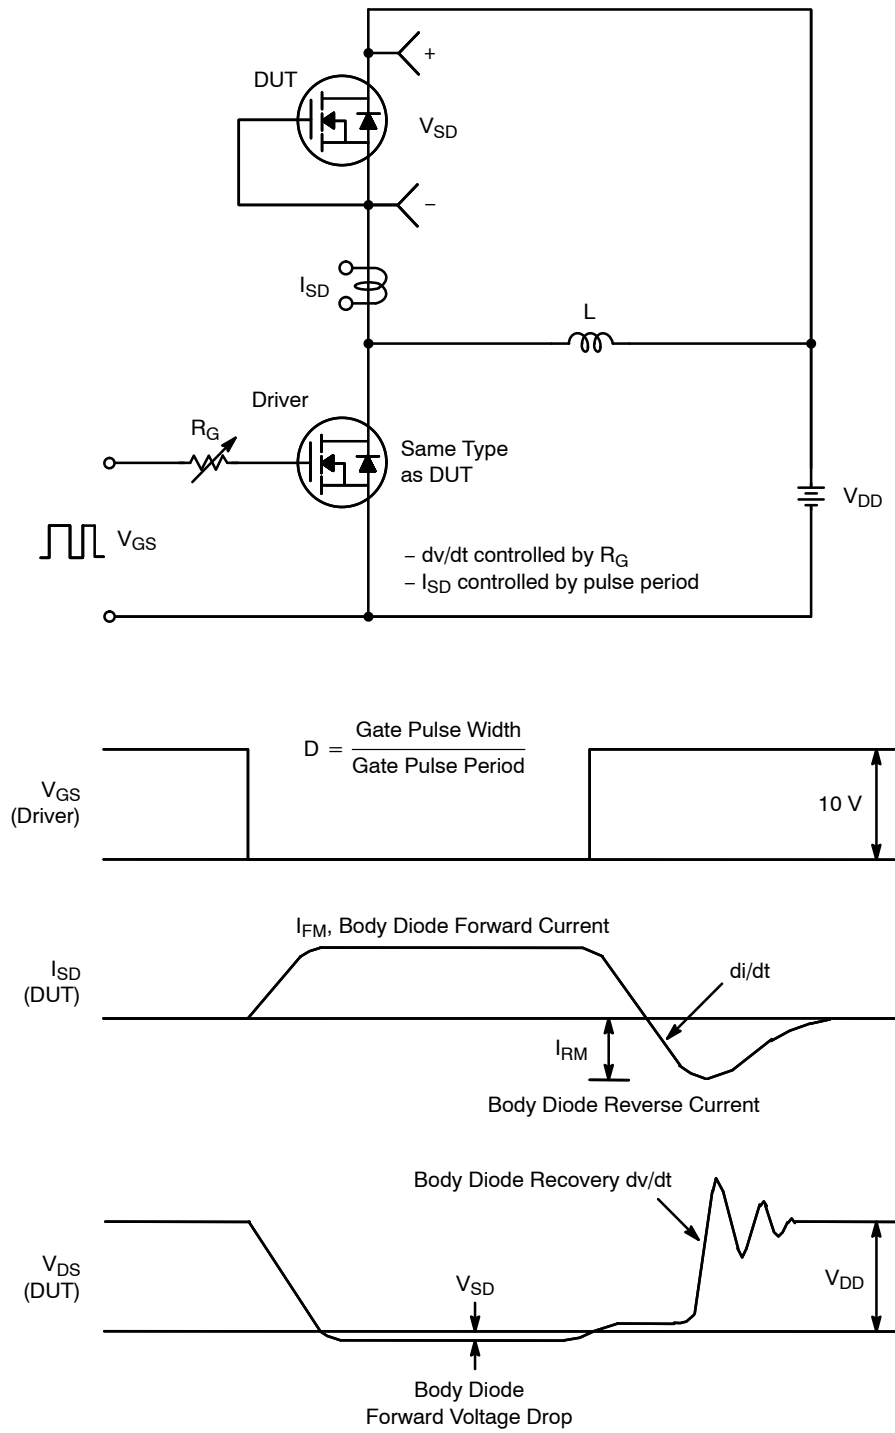 +
DUT
V_SD
−
I_SD
L
Driver
R_G
Same Type
as DUT
V_DD
V_GS
− dv/dt controlled by R_G
− I_SD controlled by pulse period
D = Gate Pulse Width
Gate Pulse Period
V_GS
(Driver)
10 V
I_FM, Body Diode Forward Current
I_SD
(DUT)
di/dt
I_RM
Body Diode Reverse Current
Body Diode Recovery dv/dt
V_DS
(DUT)
V_SD
V_DD
Body Diode
Forward Voltage Drop